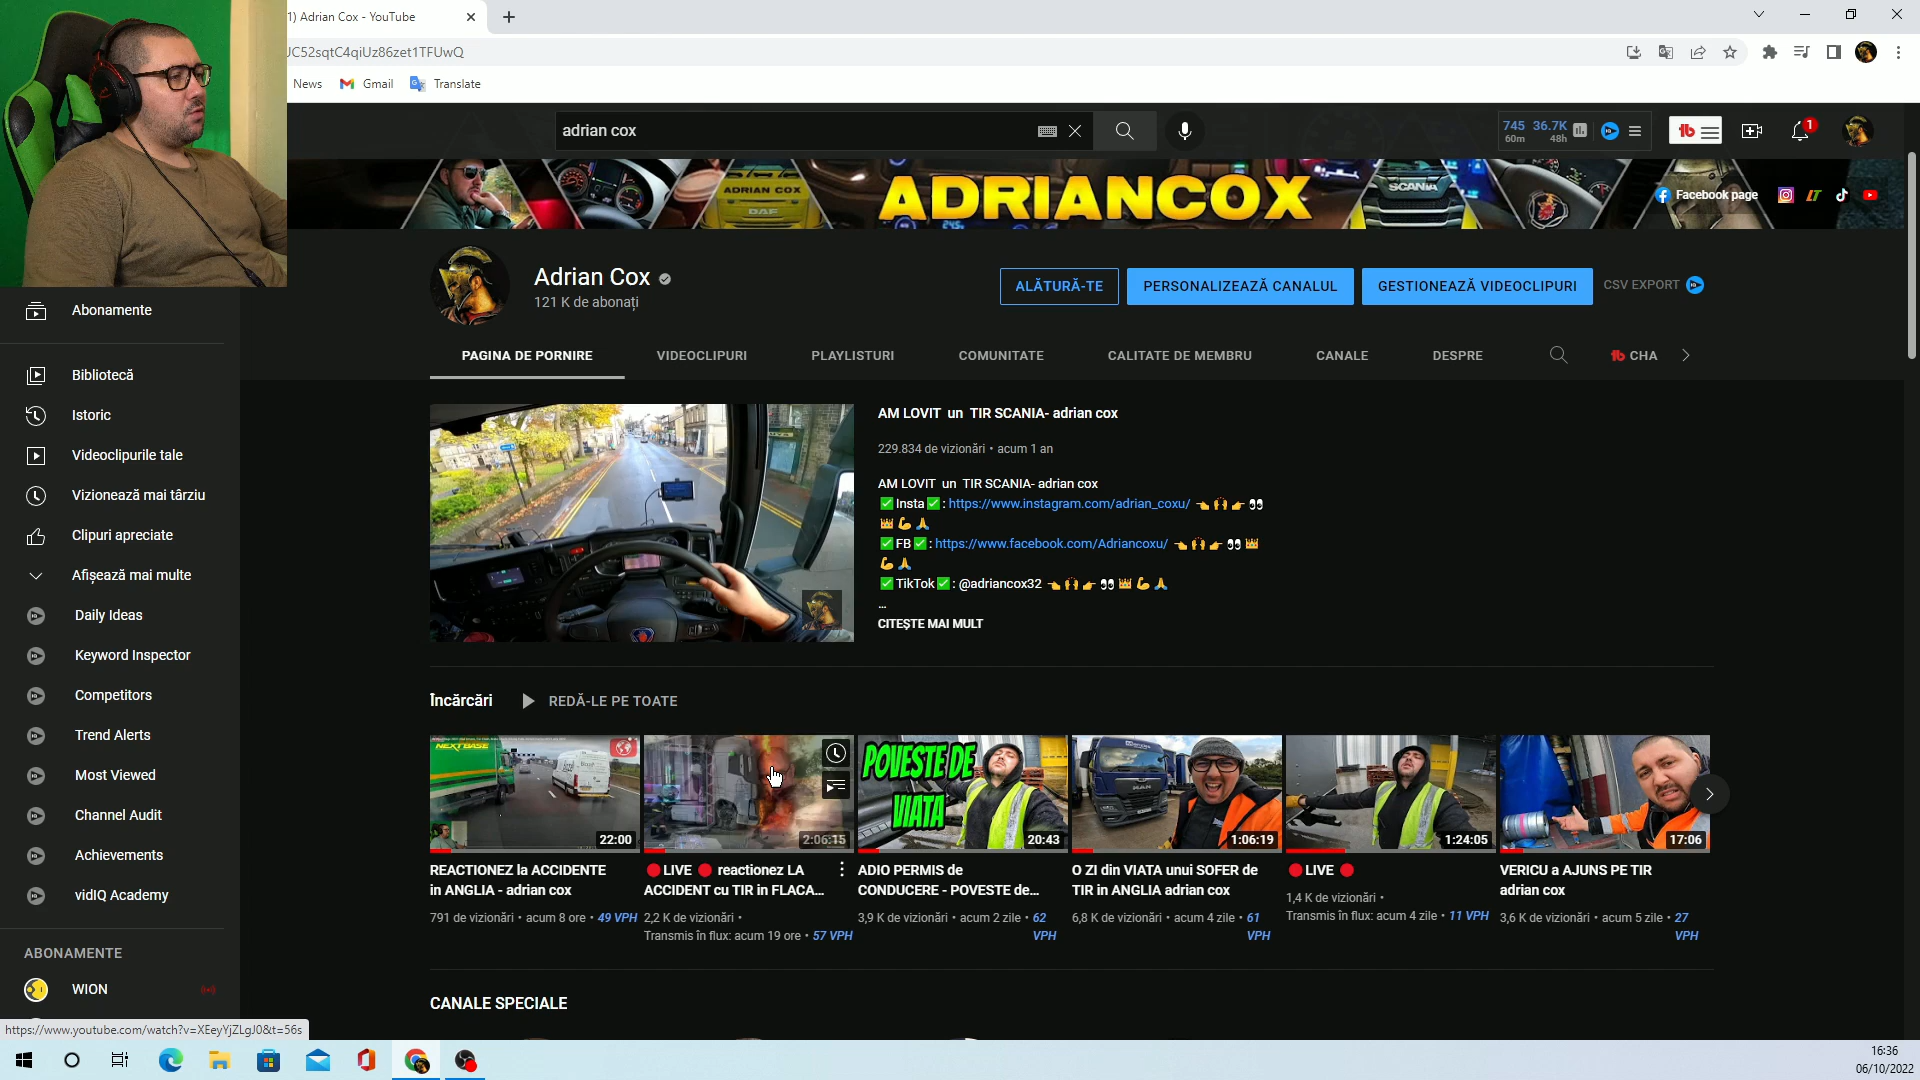 1) Adrian Cox - YouTube
JC52sqtC4qiUz86zet1TFUwQ
News
Gmail
Translate
adrian cox
745 36.7K
60m 48h
1
ADRIAN COX
DAF
ADRIANCOX
SCANIA
Facebook page
Adrian Cox
121 K de abonați
ALĂTURĂ-TE
PERSONALIZEAZĂ CANALUL
GESTIONEAZĂ VIDEOCLIPURI
CSV EXPORT
PAGINA DE PORNIRE
VIDEOCLIPURI
PLAYLISTURI
COMUNITATE
CALITATE DE MEMBRU
CANALE
DESPRE
CHA
Abonamente
Bibliotecă
Istoric
Videoclipurile tale
Vizionează mai târziu
Clipuri apreciate
Afișează mai multe
Daily Ideas
Keyword Inspector
Competitors
Trend Alerts
Most Viewed
Channel Audit
Achievements
vidIQ Academy
ABONAMENTE
WION
AM LOVIT un TIR SCANIA- adrian cox
229.834 de vizionări • acum 1 an
AM LOVIT un TIR SCANIA- adrian cox
✅Insta✅: https://www.instagram.com/adrian_coxu/ 👈🙌👉👀
👑💪🙏
✅FB✅: https://www.facebook.com/Adriancoxu/ 👈🙌👉👀👑
💪🙏
✅TikTok✅: @adriancox32 👈🙌👉👀👑💪🙏
...
CITEȘTE MAI MULT
Încărcări
REDĂ-LE PE TOATE
NEXTBASE
22:00
REACTIONEZ la ACCIDENTE
in ANGLIA - adrian cox
791 de vizionări • acum 8 ore • 49 VPH
2:06:15
🔴LIVE 🔴 reactionez LA
ACCIDENT cu TIR in FLACA...
2,2 K de vizionări •
Transmis în flux: acum 19 ore • 57 VPH
POVESTE DE
VIATA
20:43
ADIO PERMIS de
CONDUCERE - POVESTE de...
3,9 K de vizionări • acum 2 zile • 62
VPH
MAN
1:06:19
O ZI din VIATA unui SOFER de
TIR in ANGLIA adrian cox
6,8 K de vizionări • acum 4 zile • 61
VPH
1:24:05
🔴LIVE 🔴
1,4 K de vizionări •
Transmis în flux: acum 4 zile • 11 VPH
17:06
VERICU a AJUNS PE TIR
adrian cox
3,6 K de vizionări • acum 5 zile • 27
VPH
CANALE SPECIALE
https://www.youtube.com/watch?v=XEeyYjZLgJ0&t=56s
16:36
06/10/2022